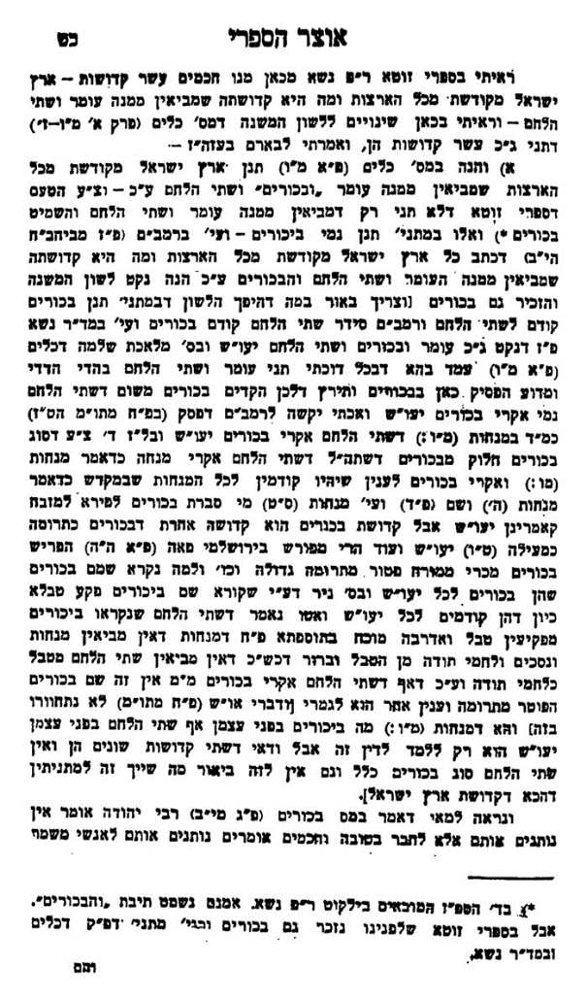 אוצר הספרי
כט
ראיתי בספרי זוטא ר״פ נשא מכאן מנו חכמים עשר קדושות – ארץ
ישראל מקודשת מכל הארצות ומה היא קדושתה שמביאין ממנה עומר ושתי
הלחם – וראיתי בכאן שינויים ללשון המשנה דמס׳ כלים (פרק א׳ מ״ו–ז׳)
דתני ג״כ עשר קדושות הן, ואמרתי לבארם בעזה״ז –
א) והנה במס׳ כלים (פ״א מ״ו) תנן ארץ ישראל מקודשת מכל
הארצות שמביאין ממנה עומר „ובכורים״ ושתי הלחם ע״כ – וצ״ע הטעם
דספרי זוטא דלא תני רק דמביאין ממנה עומר ושתי הלחם והשמיט
בכורים *) ואלו במתני׳ תנן נמי ביכורים – ועי׳ ברמב״ם (פ״ז מביהב״ח
הי״ב) דכתב כל ארץ ישראל מקודשת מכל הארצות ומה היא קדושתה
שמביאין ממנה העומר ושתי הלחם והבכורים ע״כ הנה נקט לשון המשנה
והזכיר גם בכורים [וצריך באור במה דהיפך הלשון דבמתני׳ תנן בכורים
קודם לשתי הלחם ורמב״ם סידר שתי הלחם קודם בכורים ועי׳ במד״ר נשא
פ״ז דנקט ג״כ עומר ובכורים ושתי הלחם יעו״ש ובס׳ מלאכת שלמה דכלים
(פ״א מ״ו) עמד בהא דבכל דוכתי תני עומר ושתי הלחם בהדי הדדי
ומדוע הפסיק כאן בבכורים ותירץ דלכן הקדים בכורים משום דשתי הלחם
נמי אקרי בכורים יעו״ש ואכתי יקשה לרמב״ם דפסק (בפ״ח מתו״מ הס״ז)
כמ״ד במנחות (מ״ו:) דשתי הלחם אקרי בכורים יעו״ש ובל״ז ד׳ צ״ע דסוג
בכורים חלוק מבכורים דשתה״ל דשתי הלחם אקרי מנחה כדאמר מנחות
(מו:) ואקרי בכורים לענין שיהיו קודמין לכל המנחות שבמקדש כדאמר
מנחות (ה׳) ושם (פ״ד) ועי׳ מנחות (ס״ט) מי סברת בכורים לפירא למזבח
קאמרינן יעו״ש אבל קדושת בכורים הוא קדושה אחרת דבכורים כתרומה
כמעילה (ט״ו) יעו״ש ועוד הרי מפורש בירושלמי פאה (פ״א ה״ה) הפריש
בכורים מכרי ממורח פטור מתרומה גדולה וכו׳ ולמה נקרא שמם בכורים
שהן בכורים לכל יעו״ש ובס׳ ניר דע״י שקורא שם ביכורים פקע טבלא
כיון דהן קודמים לכל יעו״ש ואטו נאמר דשתי הלחם שנקראו ביכורים
מפקיעין טבל ואדרבה מוכח בתוספתא פ״ח דמנחות דאין מביאין מנחות
ונסכים ולחמי תודה מן הטבל וברור דכש״כ דאין מביאין שתי הלחם מטבל
כלחמי תודה וע״כ דאף דשתי הלחם אקרי בכורים מ״מ אין זה שם בכורים
הפוטר מתרומה וענין אחר הוא לגמרי [ודברי או״ש (פ״ח מתו״מ) לא נתחוורו
בזה] והא דמנחות (מ״ו:) מה ביכורים בפני עצמן אף שתי הלחם בפני עצמן
יעו״ש הוא רק ללמד לדין זה אבל ודאי דשתי קדושות שונים הן ואין
שתי הלחם סוג בכורים כלל וגם אין לזה ביאור מה שייך זה למתניתין
דהכא דקדושת ארץ ישראל].
ונראה למאי דאמר במס בכורים (פ״ג מי״ב) רבי יהודה אומר אין
נותנים אותם אלא לחבר בטובה וחכמים אומרים נותנים אותם לאנשי משמר
*) בד׳ הספ״ז המובאים בילקוט ר״פ נשא. אמנם נשמט תיבת „והבכורים״.
אבל בספרי זוטא שלפנינו נזכר גם בכורים וכגי׳ מתני׳ דפ״ק דכלים
ובמד״ר נשא.
והם